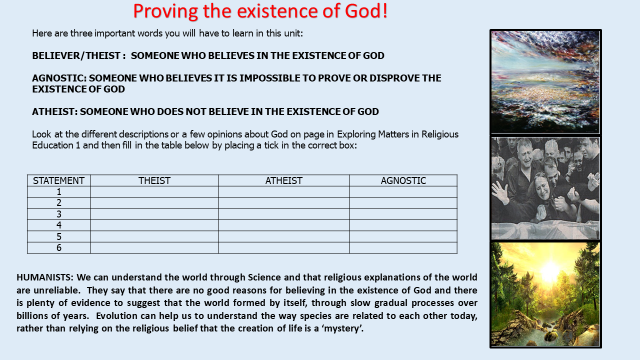 Proving the existence of God!
Here are three important words you will have to learn in this unit:
BELIEVER/THEIST : SOMEONE WHO BELIEVES IN THE EXISTENCE OF GOD
AGNOSTIC: SOMEONE WHO BELIEVES IT IS IMPOSSIBLE TO PROVE OR DISPROVE THE
EXISTENCE OF GOD
ATHEIST: SOMEONE WHO DOES NOT BELIEVE IN THE EXISTENCE OF GOD
Look at the different descriptions or a few opinions about God on page in Exploring Matters in Religious
Education 1 and then fill in the table below by placing a tick in the correct box:
STATEMENT THEIST ATHEIST AGNOSTIC
1
2
3
4
5
6
HUMANISTS: We can understand the world through Science and that religious explanations of the world
are unreliable. They say that there are no good reasons for believing in the existence of God and there
is plenty of evidence to suggest that the world formed by itself, through slow gradual processes over
billions of years. Evolution can help us to understand the way species are related to each other today,
rather than relying on the religious belief that the creation of life is a ‘mystery’.